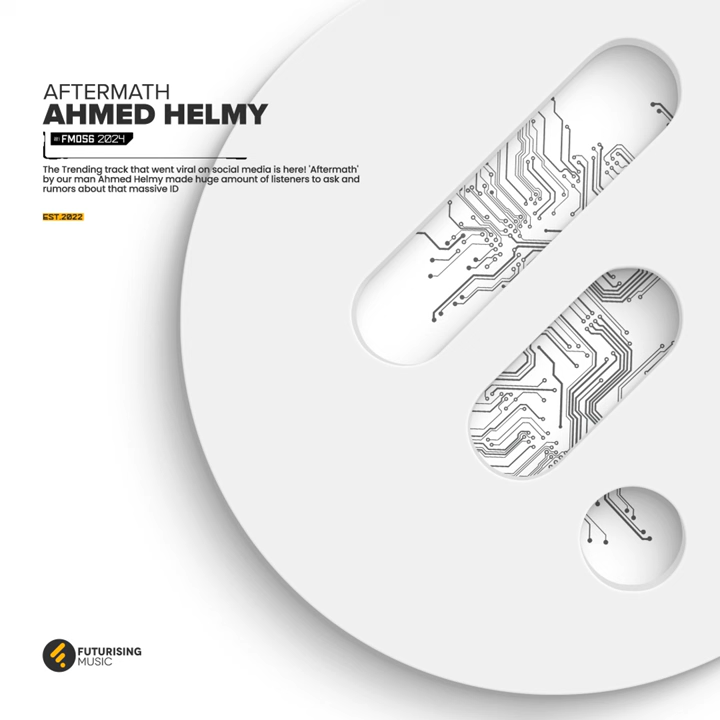 AFTERMATH
AHMED HELMY
FM056 2024
The Trending track that went viral on social media is here! 'Aftermath'
by our man Ahmed Helmy made huge amount of listeners to ask and
rumors about that massive ID
EST 2022
FUTURISING
MUSIC